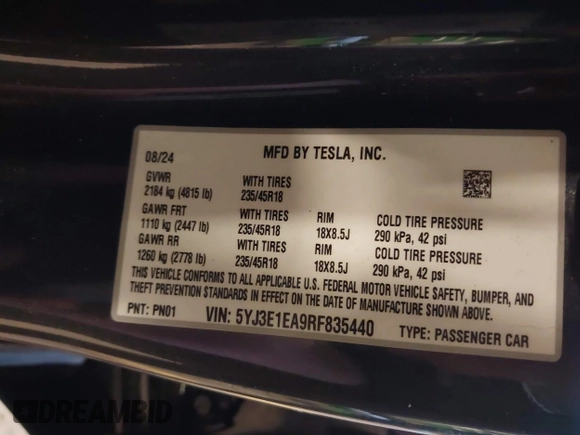 08/24 MFD BY TESLA, INC.
GVWR WITH TIRES
2184 kg (4815 lb) 235/45R18
GAWR FRT WITH TIRES RIM COLD TIRE PRESSURE
1110 kg (2447 lb) 235/45R18 18X8.5J 290 kPa, 42 psi
GAWR RR WITH TIRES RIM COLD TIRE PRESSURE
1260 kg (2778 lb) 235/45R18 18X8.5J 290 kPa, 42 psi
THIS VEHICLE CONFORMS TO ALL APPLICABLE U.S. FEDERAL MOTOR VEHICLE SAFETY, BUMPER, AND
THEFT PREVENTION STANDARDS IN EFFECT ON THE DATE OF MANUFACTURE SHOWN ABOVE.
PNT: PN01 VIN: 5YJ3E1EA9RF835440 TYPE: PASSENGER CAR
DREAMBID